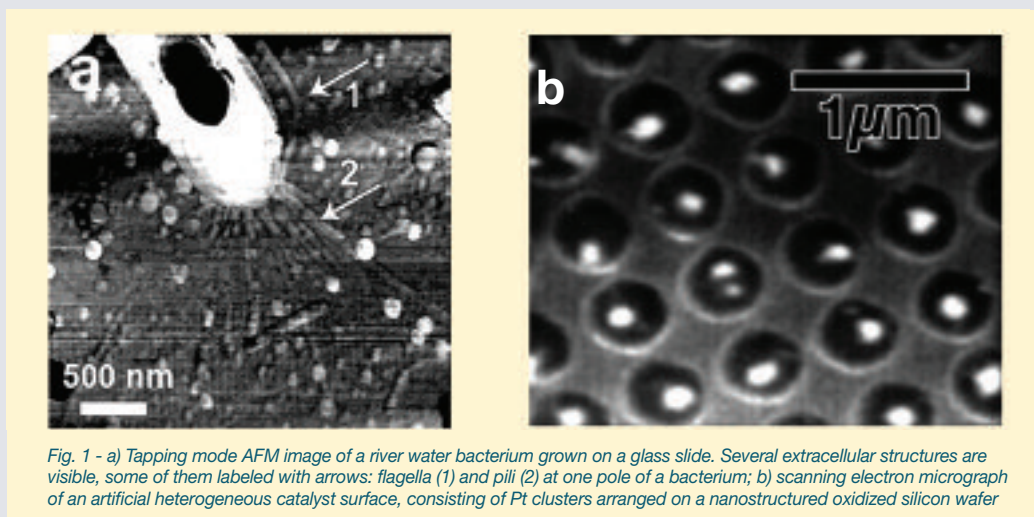 a
1
2
500 nm
b
1μm
Fig. 1 - a) Tapping mode AFM image of a river water bacterium grown on a glass slide. Several extracellular structures are
visible, some of them labeled with arrows: flagella (1) and pili (2) at one pole of a bacterium; b) scanning electron micrograph
of an artificial heterogeneous catalyst surface, consisting of Pt clusters arranged on a nanostructured oxidized silicon wafer